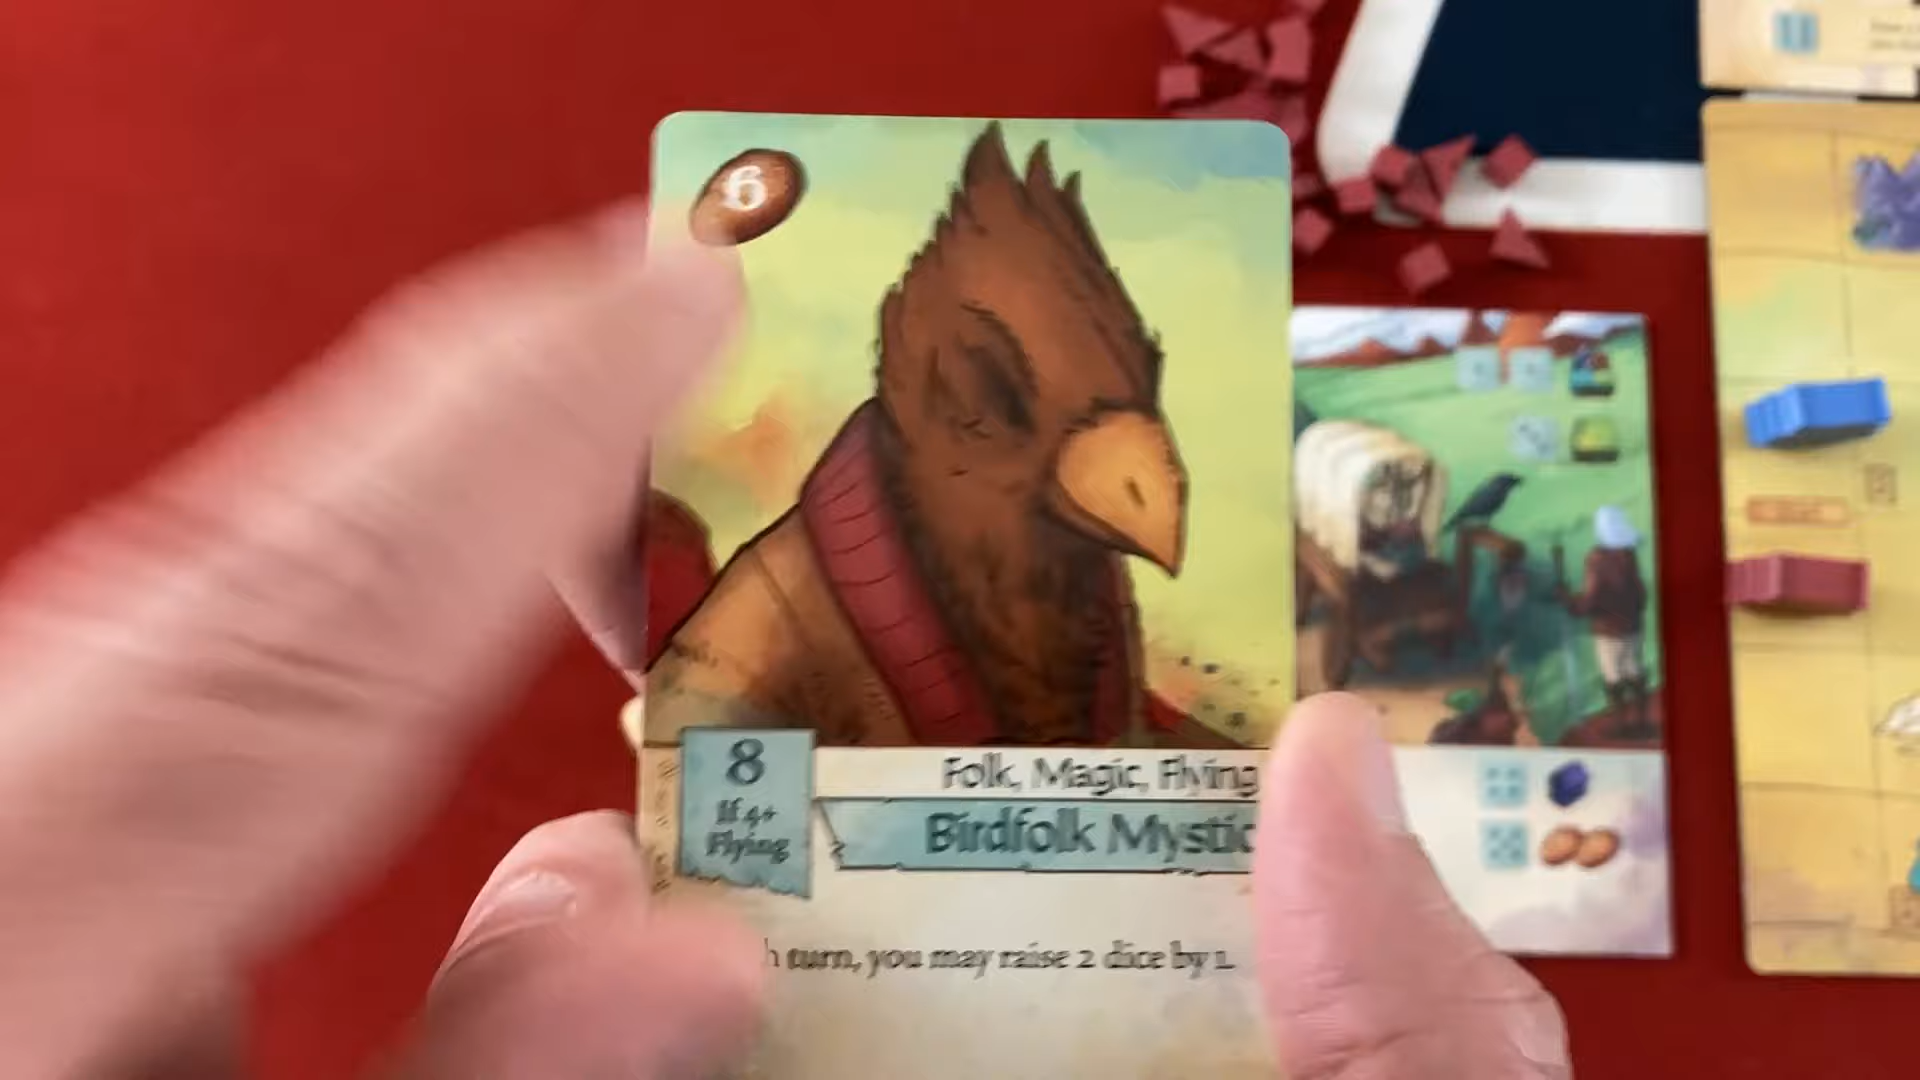 6
8
If 4+
Flying
Folk, Magic, Flying
Birdfolk Mystic
turn, you may raise 2 dice by 1.